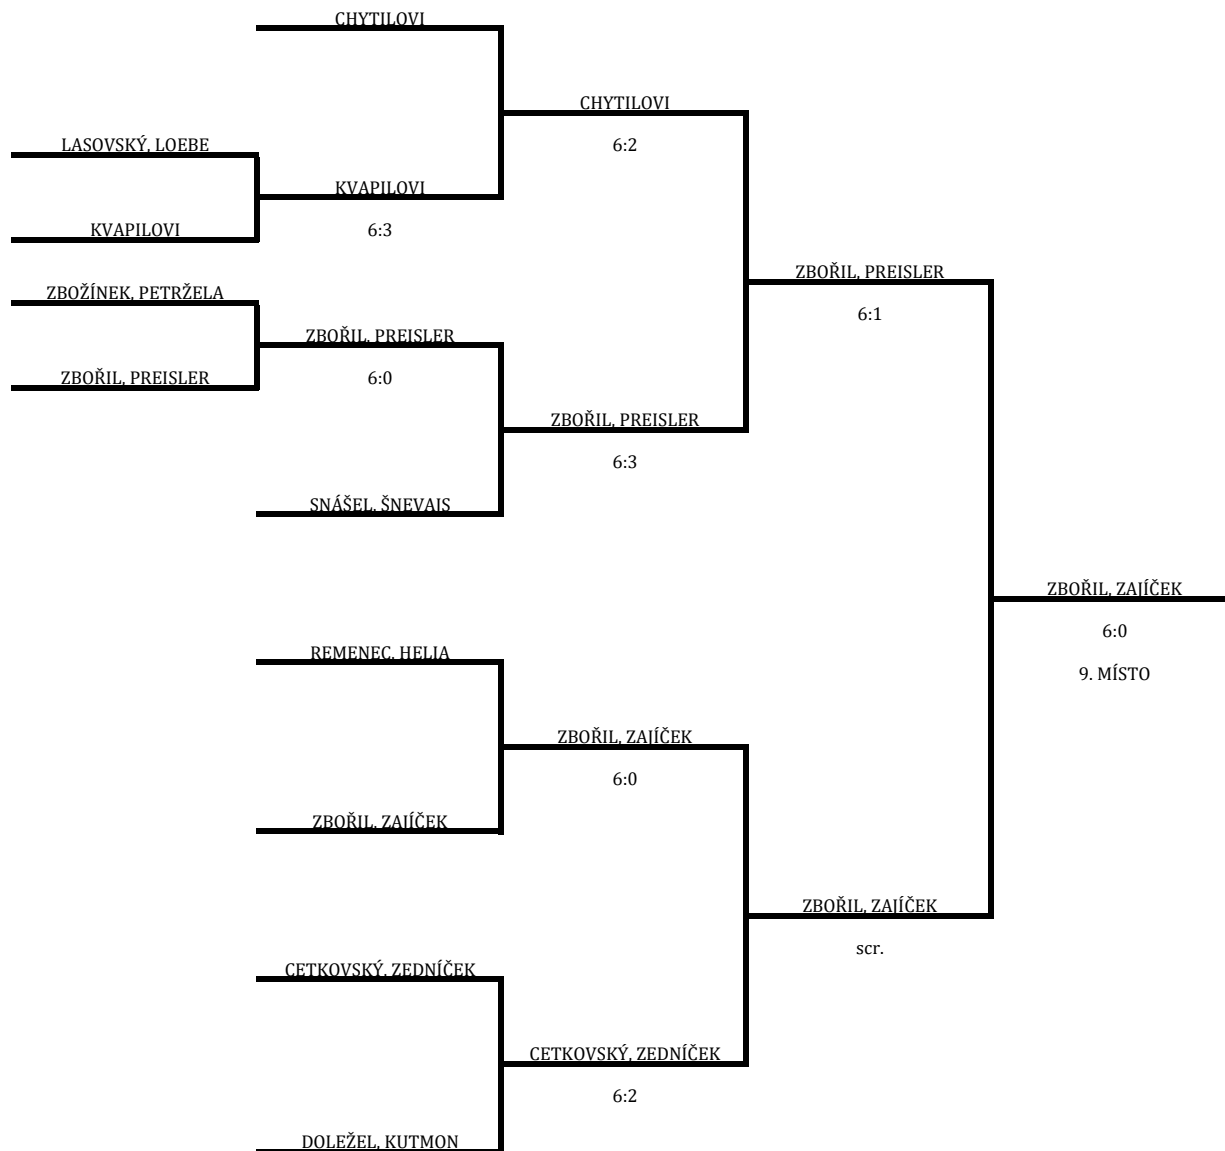 CHYTILOVI
CHYTILOVI
LASOVSKÝ, LOEBE
6:2
KVAPILOVI
KVAPILOVI
6:3
ZBOŘIL, PREISLER
ZBOŽÍNEK, PETRŽELA
6:1
ZBOŘIL, PREISLER
ZBOŘIL, PREISLER
6:0
ZBOŘIL, PREISLER
6:3
SNÁŠEL, ŠNEVAJS
ZBOŘIL, ZAJÍČEK
6:0
REMENEC, HELIA
9. MÍSTO
ZBOŘIL, ZAJÍČEK
6:0
ZBOŘIL, ZAJÍČEK
ZBOŘIL, ZAJÍČEK
scr.
CETKOVSKÝ, ZEDNÍČEK
CETKOVSKÝ, ZEDNÍČEK
6:2
DOLEŽEL, KUTMON